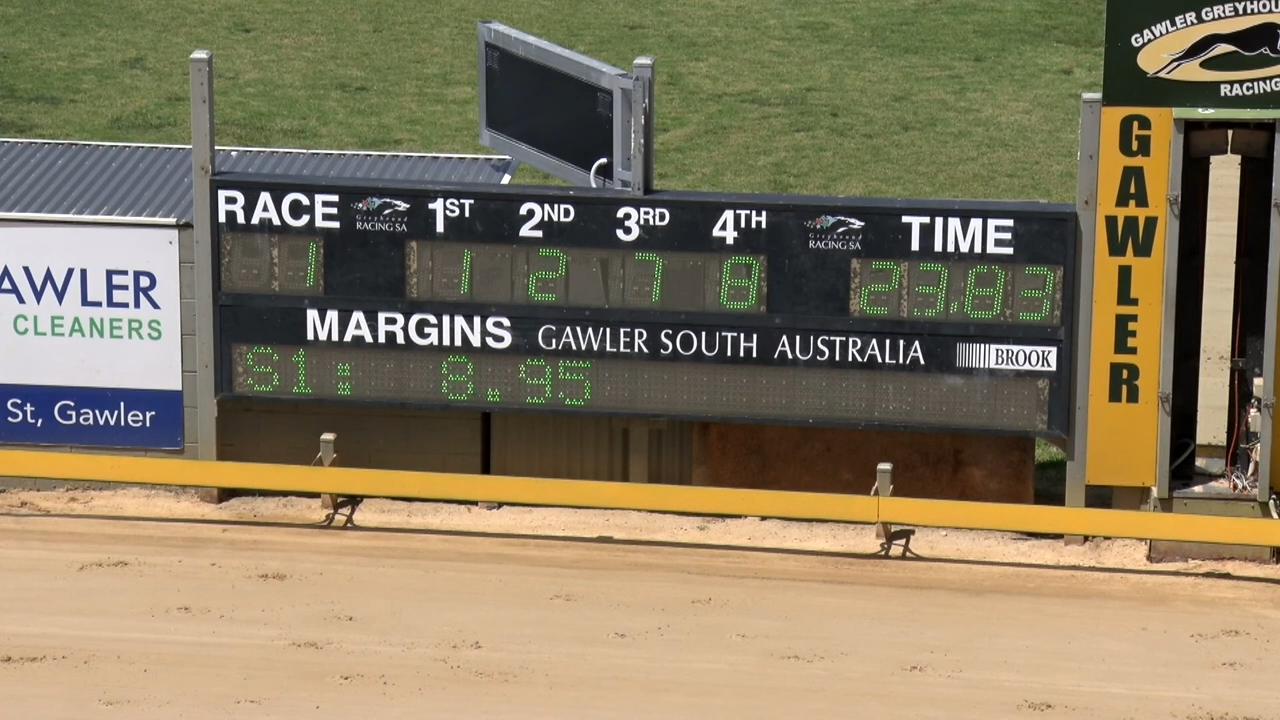 GAWLER GREYHOU
RACING
GAWLER
RACE
Greyhound
RACING SA
1ST 2ND 3RD 4TH
Greyhound
RACING SA
TIME
1 1 2 7 8 23.83
MARGINS GAWLER SOUTH AUSTRALIA BROOK
S1: 8.95
AWLER
CLEANERS
St, Gawler